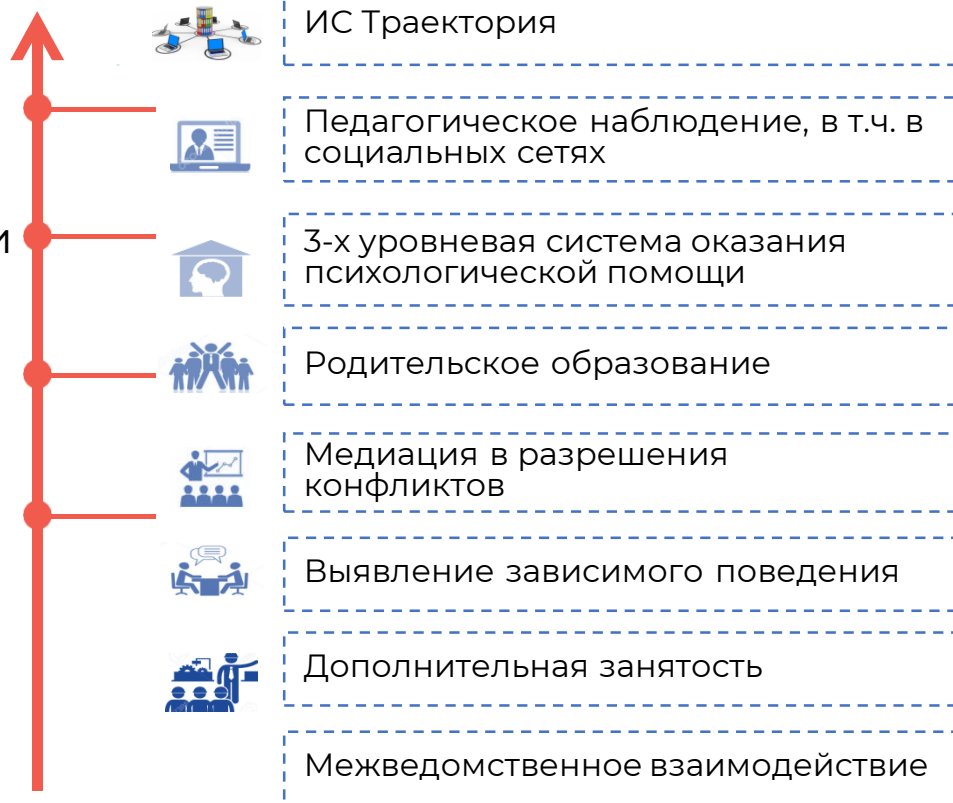 ИС Траектория
Педагогическое наблюдение, в т.ч. в
социальных сетях
и
3-х уровневая система оказания
психологической помощи
Родительское образование
Медиация в разрешения
конфликтов
Выявление зависимого поведения
Дополнительная занятость
Межведомственное взаимодействие